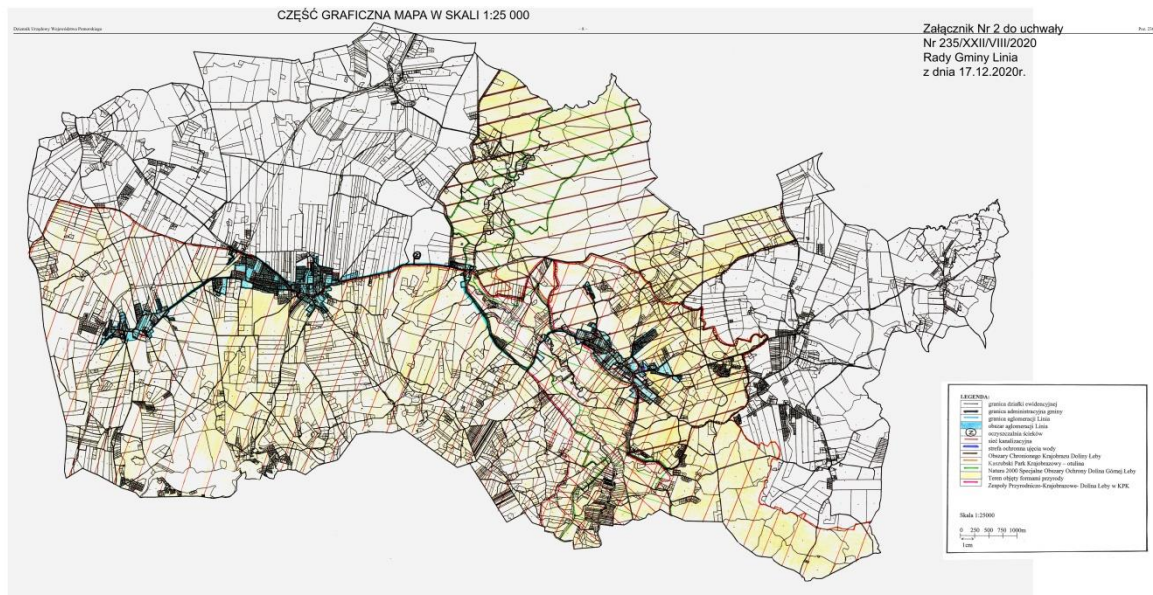 CZĘŚĆ GRAFICZNA MAPA W SKALI 1:25 000
Dziennik Urzędowy Województwa Pomorskiego
Załącznik Nr 2 do uchwały
Nr 235/XXII/VIII/2020
Rady Gminy Linia
z dnia 17.12.2020r.
LEGENDA:
granica działki ewidencyjnej
granica administracyjna gminy
granica aglomeracji Linia
obszar aglomeracji Linia
oczyszczalnia ścieków
sieć kanalizacyjna
strefa ochronna ujęcia wody
Obszary Chronionego Krajobrazu Doliny Łeby
Kaszubski Park Krajobrazowy - otulina
Natura 2000 Specjalne Obszary Ochrony Dolina Górnej Łeby
Teren objęty formami przyrody
Zespoły Przyrodniczo-Krajobrazowe Dolina Łeby w KPK
Skala 1:25000
0 250 500 750 1000m
1cm